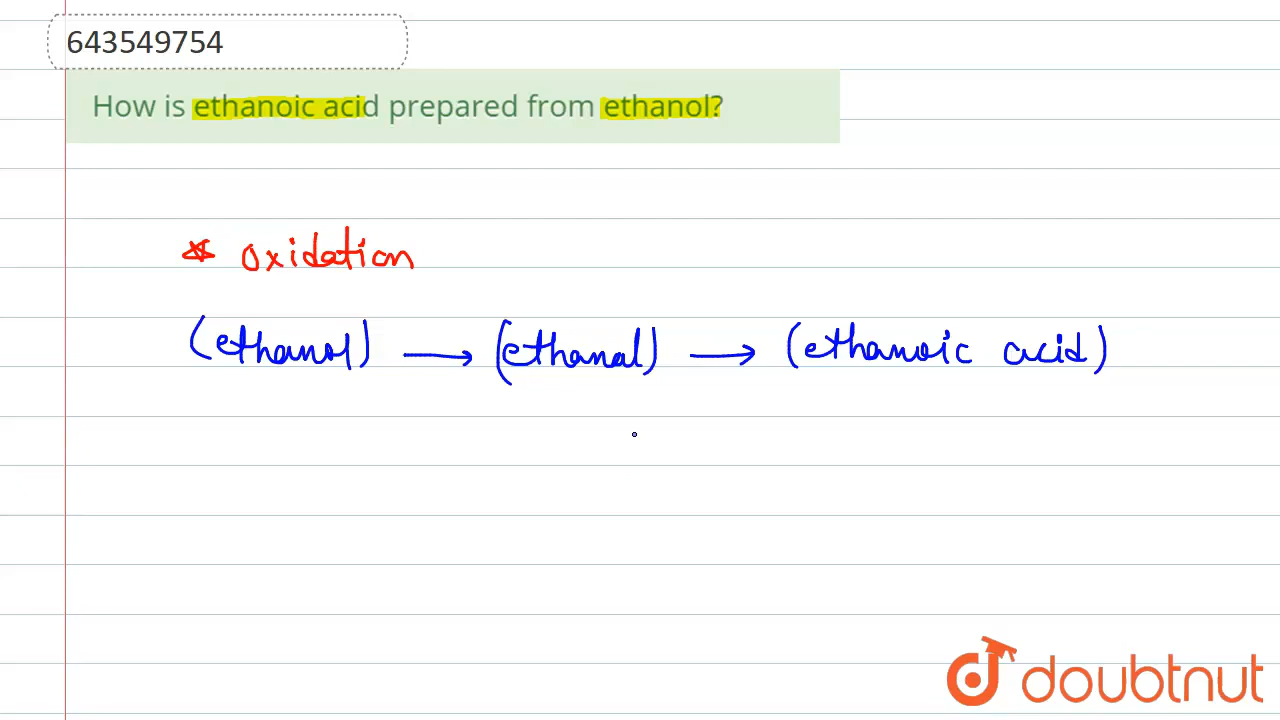 643549754
How is ethanoic acid prepared from ethanol?
* oxidation
(ethanol) → (ethanal) → (ethanoic acid)
doubtnut